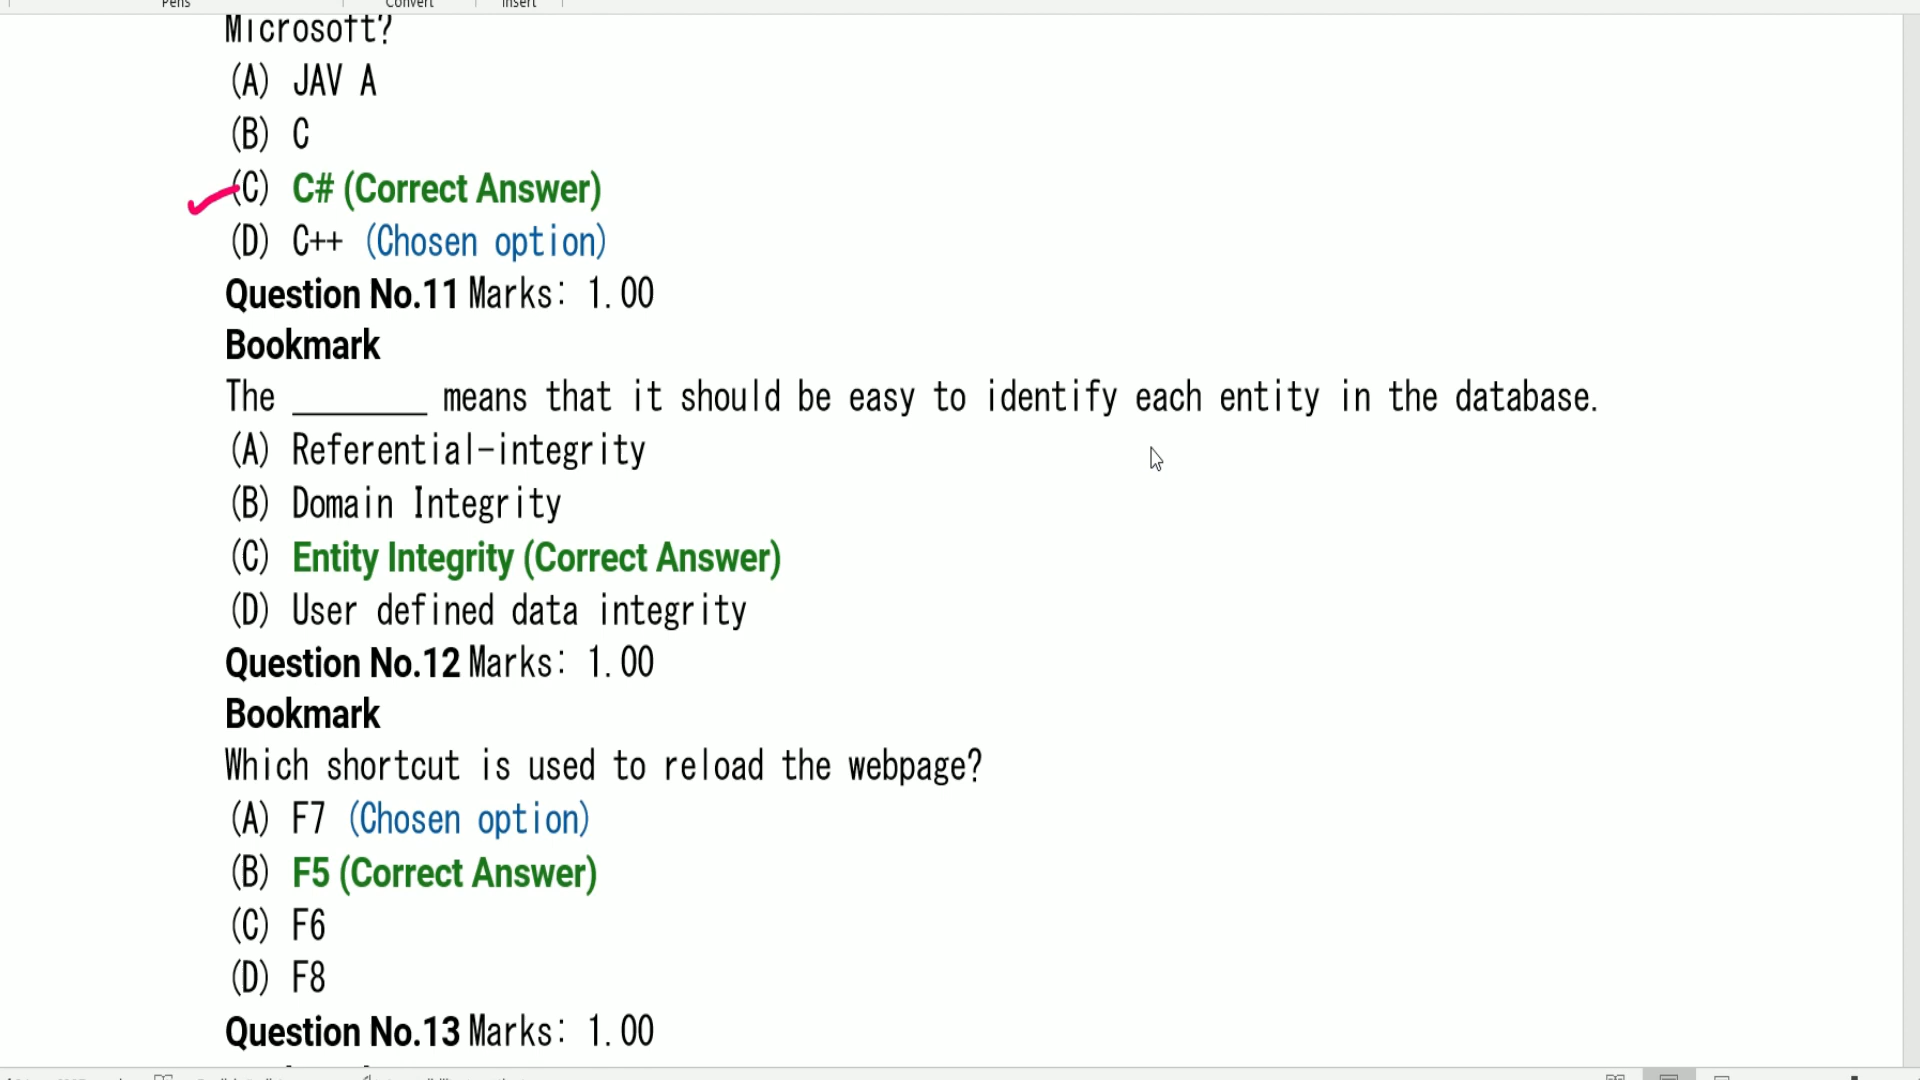 Pens Convert Insert
Microsoft?
(A) JAV A
(B) C
(C) C# (Correct Answer)
(D) C++ (Chosen option)
Question No.11 Marks: 1.00
Bookmark
The ________ means that it should be easy to identify each entity in the database.
(A) Referential-integrity
(B) Domain Integrity
(C) Entity Integrity (Correct Answer)
(D) User defined data integrity
Question No.12 Marks: 1.00
Bookmark
Which shortcut is used to reload the webpage?
(A) F7 (Chosen option)
(B) F5 (Correct Answer)
(C) F6
(D) F8
Question No.13 Marks: 1.00